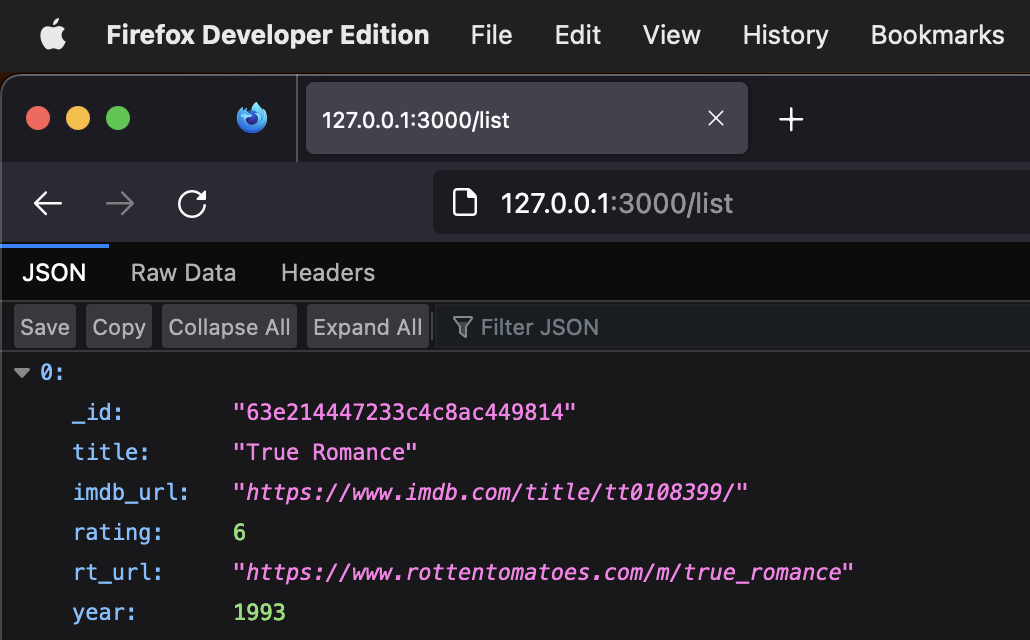 Firefox Developer Edition File Edit View History Bookmarks
127.0.0.1:3000/list
127.0.0.1:3000/list
JSON Raw Data Headers
Save Copy Collapse All Expand All Filter JSON
0:
_id: "63e214447233c4c8ac449814"
title: "True Romance"
imdb_url: "https://www.imdb.com/title/tt0108399/"
rating: 6
rt_url: "https://www.rottentomatoes.com/m/true_romance"
year: 1993